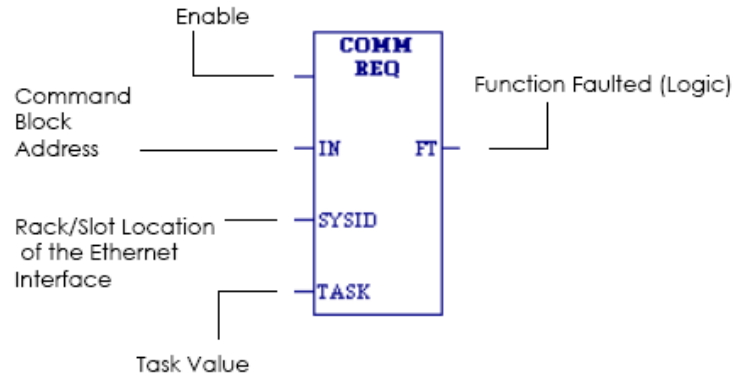 Enable
COMM
REQ
Function Faulted (Logic)
Command
Block
Address
IN
FT
Rack/Slot Location
of the Ethernet
Interface
SYSID
TASK
Task Value